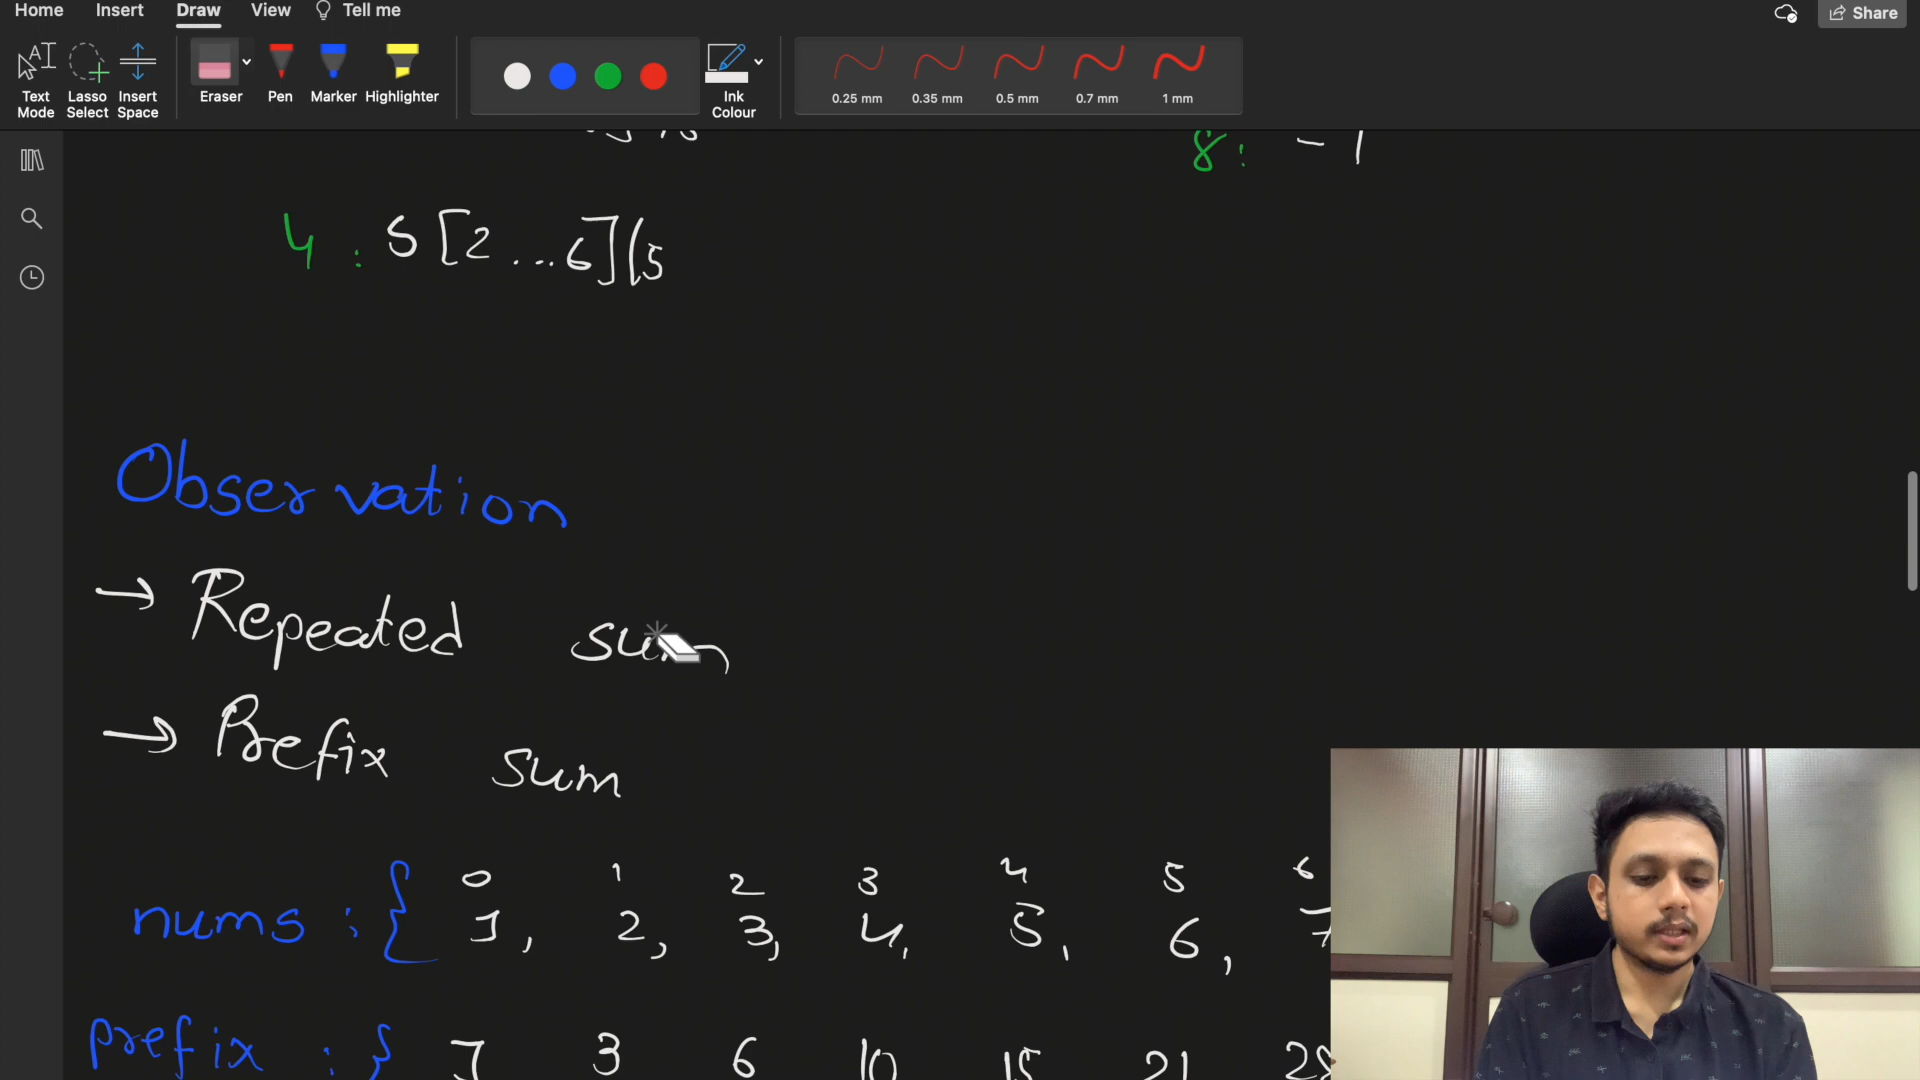 Home Insert Draw View Tell me Share
Text Mode Lasso Select Insert Space Eraser Pen Marker Highlighter Ink Colour 0.25 mm 0.35 mm 0.5 mm 0.7 mm 1 mm
8: -1
4: S[2...6](5
Observation
→ Repeated sum
→ Prefix sum
0 1 2 3 4 5 6
nums : { 1, 2, 3, 4, 5, 6, 7
prefix : { 1 3 6 10 15 21 28